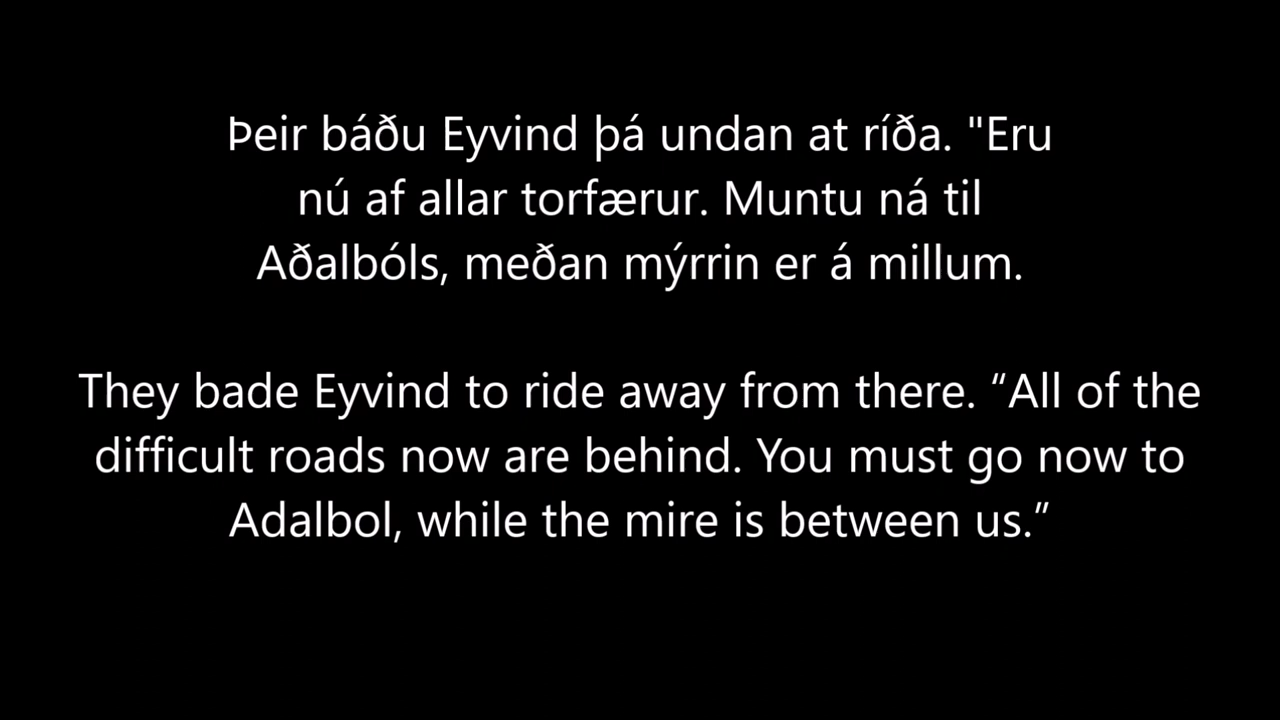 Þeir báðu Eyvind þá undan at ríða. "Eru
nú af allar torfærur. Muntu ná til
Aðalbóls, meðan mýrrin er á millum.
They bade Eyvind to ride away from there. “All of the
difficult roads now are behind. You must go now to
Adalbol, while the mire is between us.”